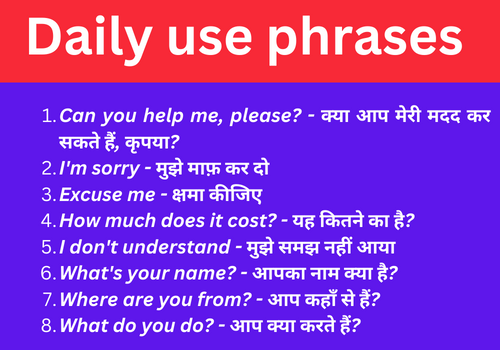 Daily use phrases
1. Can you help me, please? - क्या आप मेरी मदद कर
सकते हैं, कृपया?
2. I'm sorry - मुझे माफ़ कर दो
3. Excuse me - क्षमा कीजिए
4. How much does it cost? - यह कितने का है?
5. I don't understand - मुझे समझ नहीं आया
6. What's your name? - आपका नाम क्या है?
7. Where are you from? - आप कहाँ से हैं?
8. What do you do? - आप क्या करते हैं?